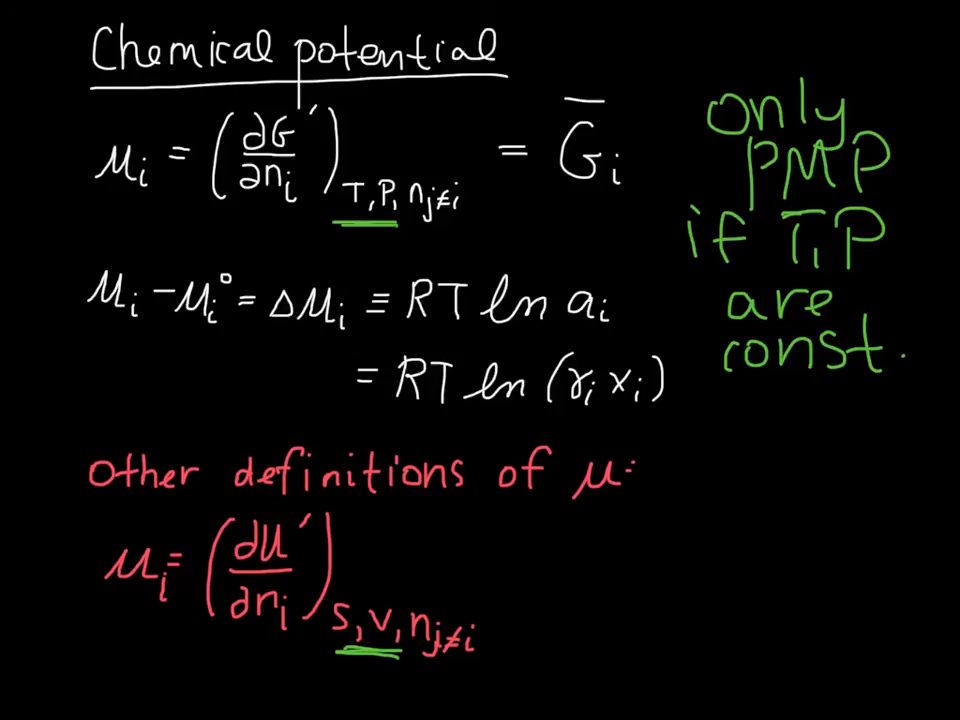 Chemical potential
μi = (∂G'/∂ni)T,P,nj≠i = G̅i
μi − μi° = Δμi ≡ RT ln ai
= RT ln (γi xi)
only
PMP
if T,P
are
const.
Other definitions of μ:
μi = (∂U'/∂ni)S,V,nj≠i